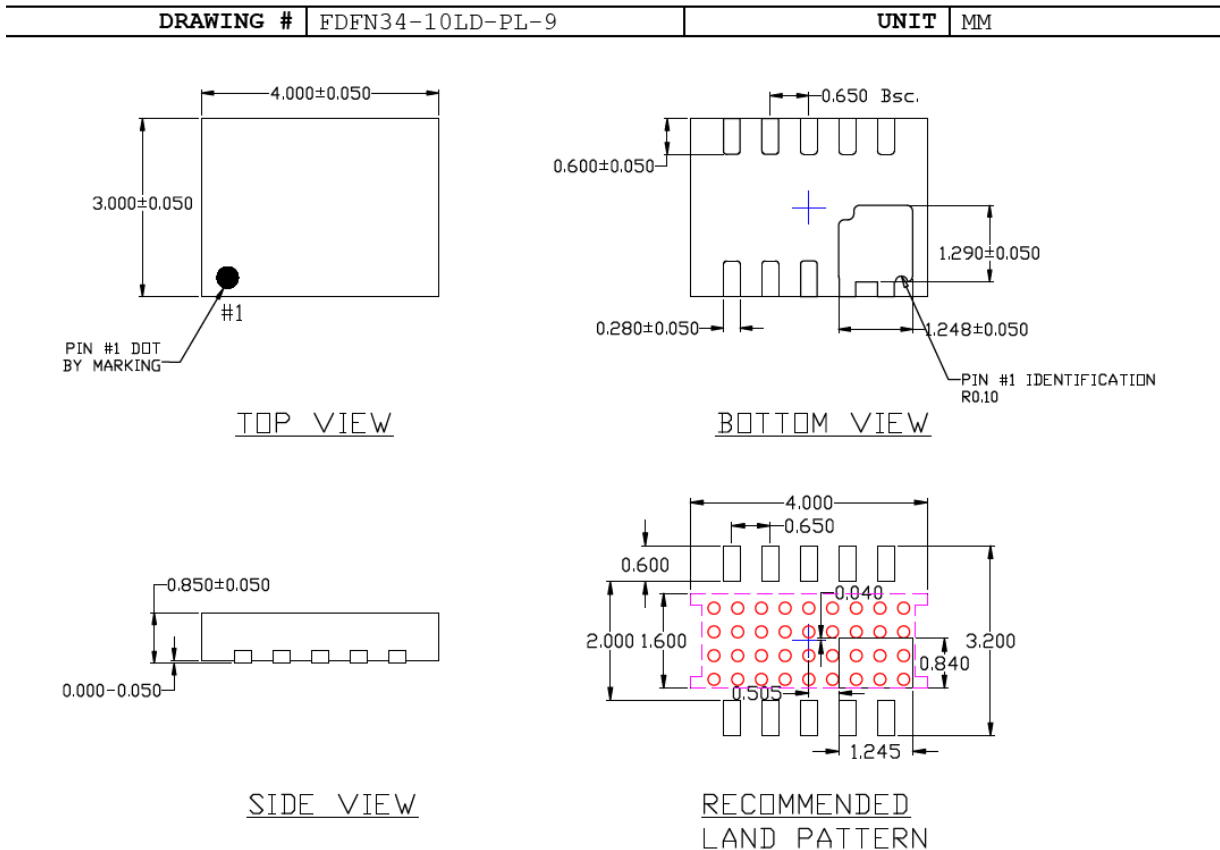 DRAWING # FDFN34-10LD-PL-9 UNIT MM
4.000±0.050
3.000±0.050
#1
PIN #1 DOT
BY MARKING
TOP VIEW
0.650 Bsc.
0.600±0.050
1.290±0.050
0.280±0.050
1.248±0.050
PIN #1 IDENTIFICATION
R0.10
BOTTOM VIEW
0.850±0.050
0.000-0.050
SIDE VIEW
4.000
0.650
0.600
0.040
2.000 1.600
3.200
0.840
0.505
1.245
RECOMMENDED
LAND PATTERN